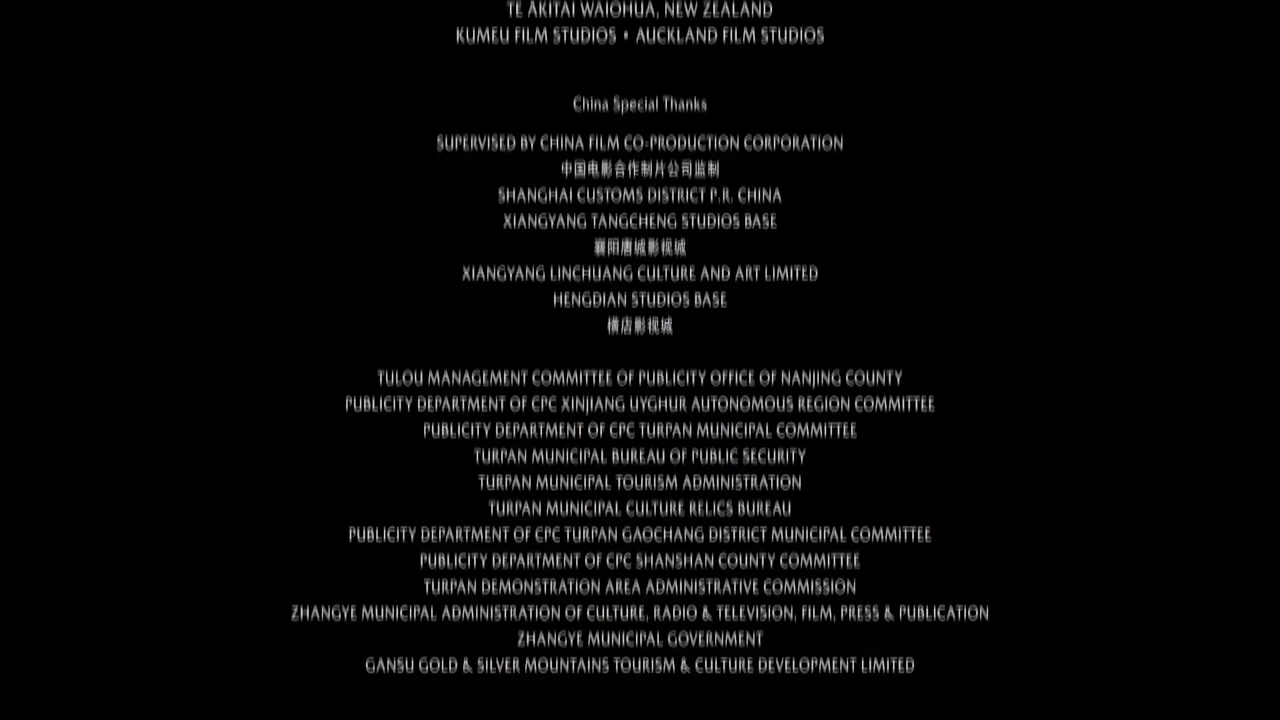 TE AKITAI WAIOHUA, NEW ZEALAND
KUMEU FILM STUDIOS • AUCKLAND FILM STUDIOS
China Special Thanks
SUPERVISED BY CHINA FILM CO-PRODUCTION CORPORATION
中国电影合作制片公司监制
SHANGHAI CUSTOMS DISTRICT P.R. CHINA
XIANGYANG TANGCHENG STUDIOS BASE
襄阳唐城影视城
XIANGYANG LINCHUANG CULTURE AND ART LIMITED
HENGDIAN STUDIOS BASE
横店影视城
TULOU MANAGEMENT COMMITTEE OF PUBLICITY OFFICE OF NANJING COUNTY
PUBLICITY DEPARTMENT OF CPC XINJIANG UYGHUR AUTONOMOUS REGION COMMITTEE
PUBLICITY DEPARTMENT OF CPC TURPAN MUNICIPAL COMMITTEE
TURPAN MUNICIPAL BUREAU OF PUBLIC SECURITY
TURPAN MUNICIPAL TOURISM ADMINISTRATION
TURPAN MUNICIPAL CULTURE RELICS BUREAU
PUBLICITY DEPARTMENT OF CPC TURPAN GAOCHANG DISTRICT MUNICIPAL COMMITTEE
PUBLICITY DEPARTMENT OF CPC SHANSHAN COUNTY COMMITTEE
TURPAN DEMONSTRATION AREA ADMINISTRATIVE COMMISSION
ZHANGYE MUNICIPAL ADMINISTRATION OF CULTURE, RADIO & TELEVISION, FILM, PRESS & PUBLICATION
ZHANGYE MUNICIPAL GOVERNMENT
GANSU GOLD & SILVER MOUNTAINS TOURISM & CULTURE DEVELOPMENT LIMITED